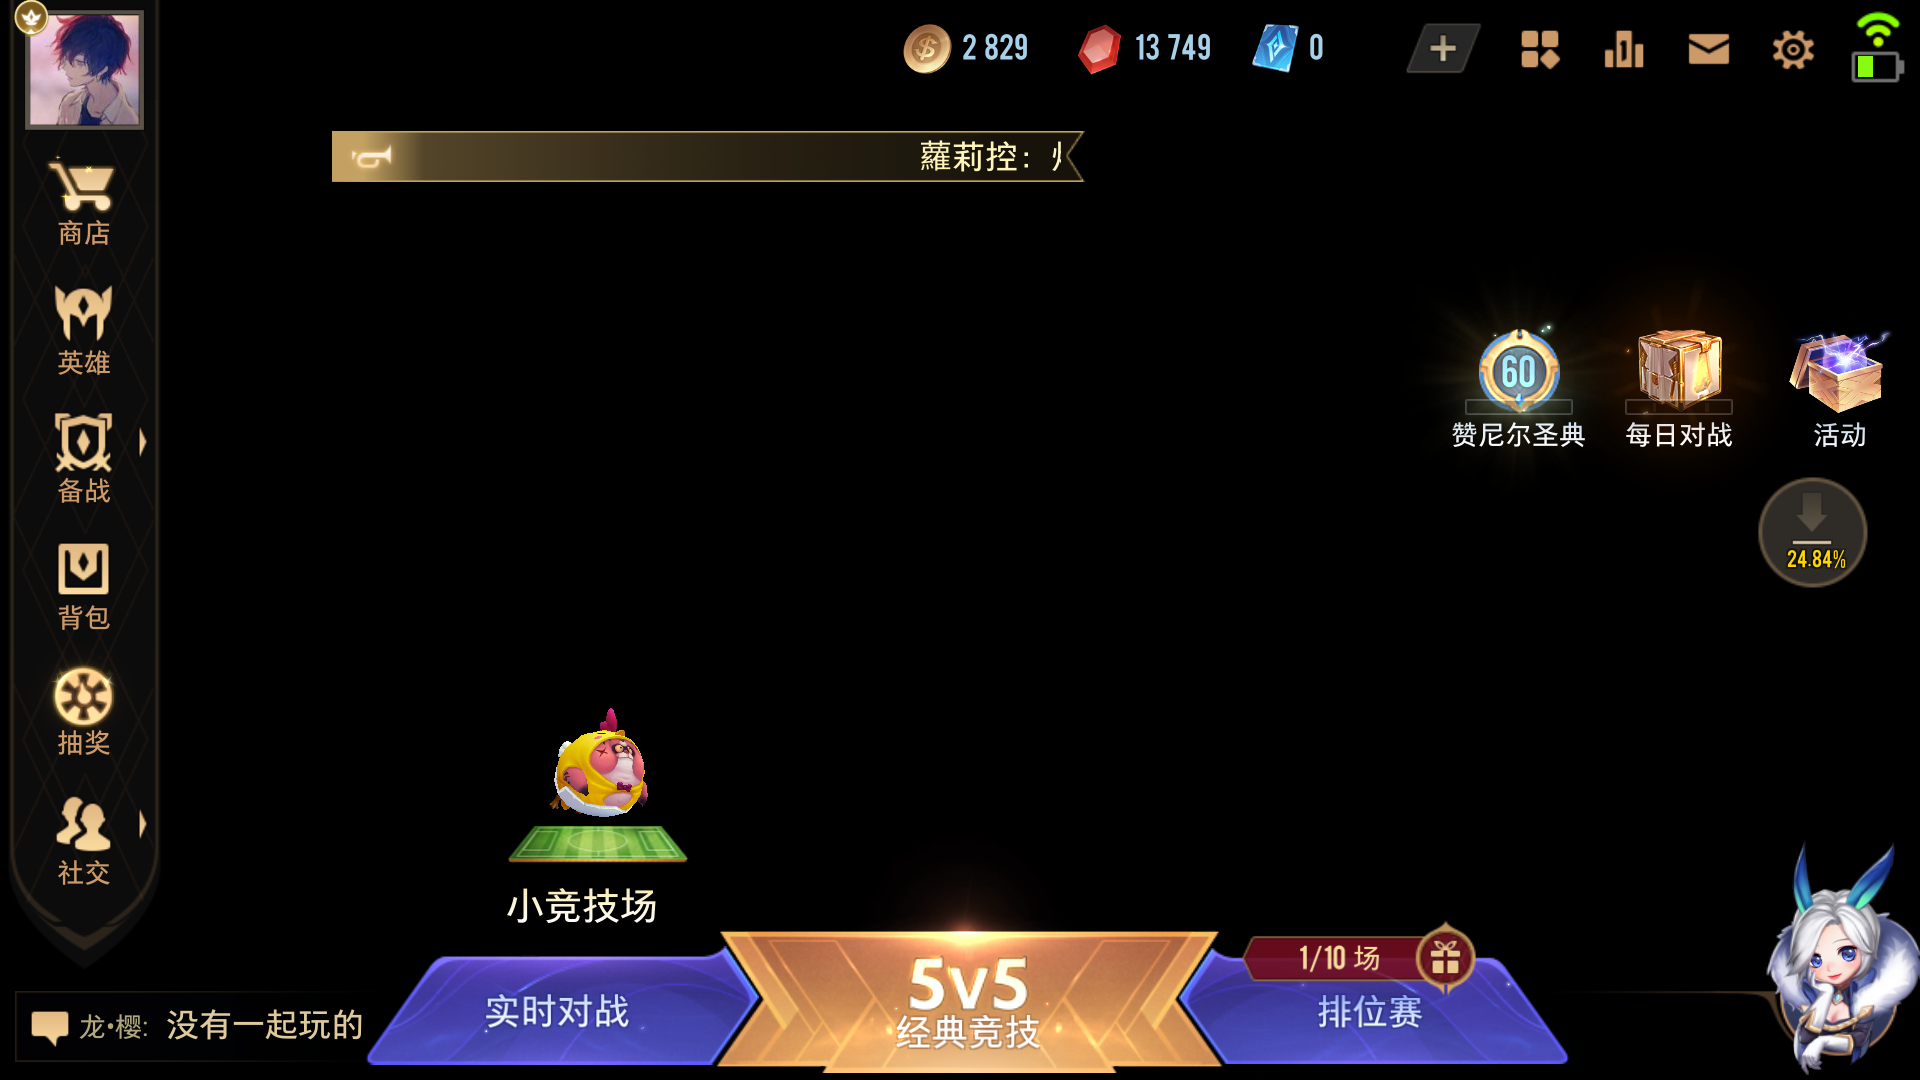 2 829
13 749
0
蘿莉控：
商店
英雄
备战
背包
抽奖
社交
60
赞尼尔圣典
每日对战
活动
24.84%
小竞技场
龙•樱: 没有一起玩的
实时对战
5v5
经典竞技
1/10 场
排位赛